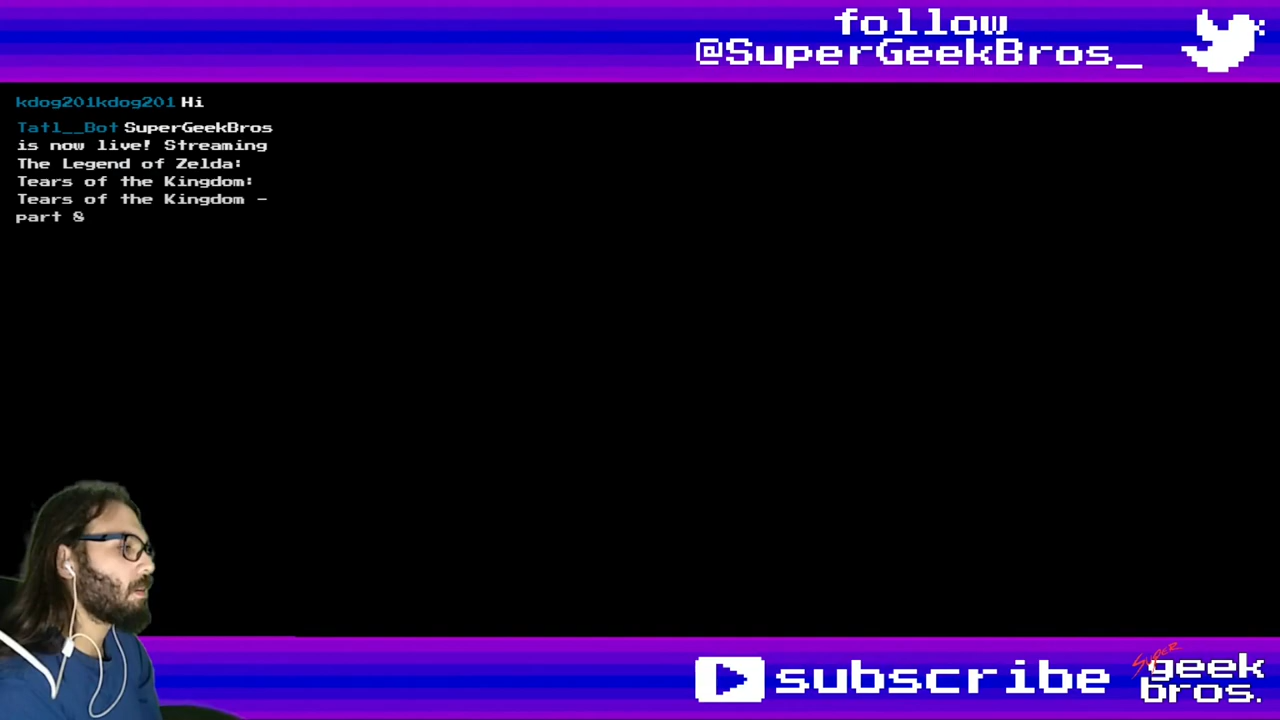 follow
@SuperGeekBros_
kdog201kdog201 Hi
Tatl__Bot SuperGeekBros
is now live! Streaming
The Legend of Zelda:
Tears of the Kingdom:
Tears of the Kingdom -
part 8
subscribe
super
geek
bros.